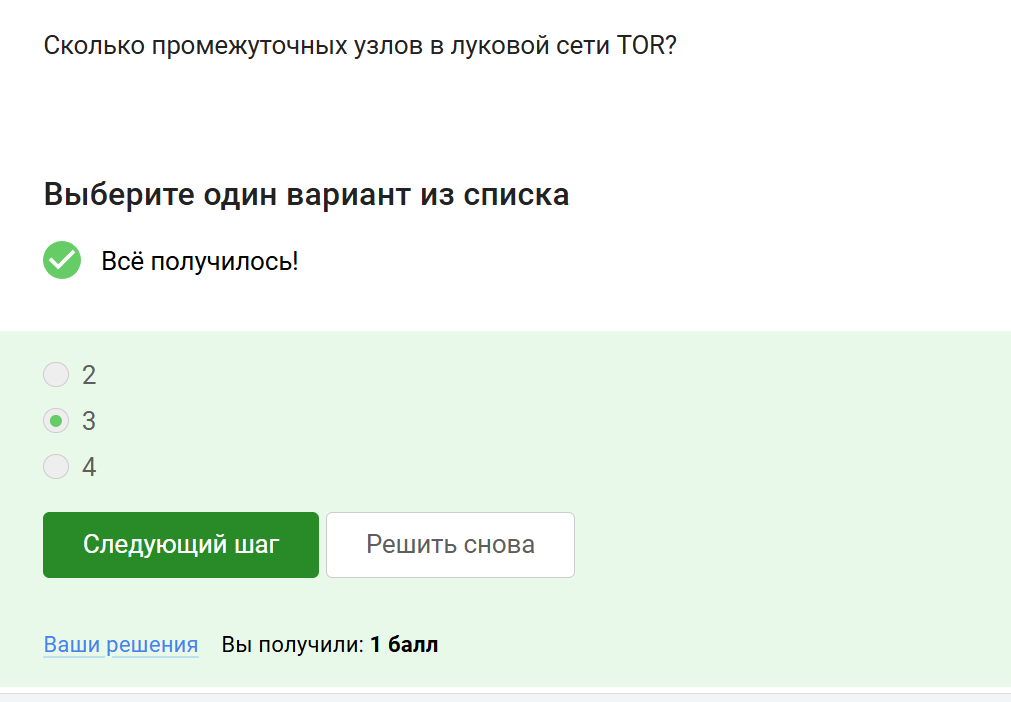 Сколько промежуточных узлов в луковой сети TOR?
Выберите один вариант из списка
Всё получилось!
2
3
4
Следующий шаг
Решить снова
Ваши решения Вы получили: 1 балл